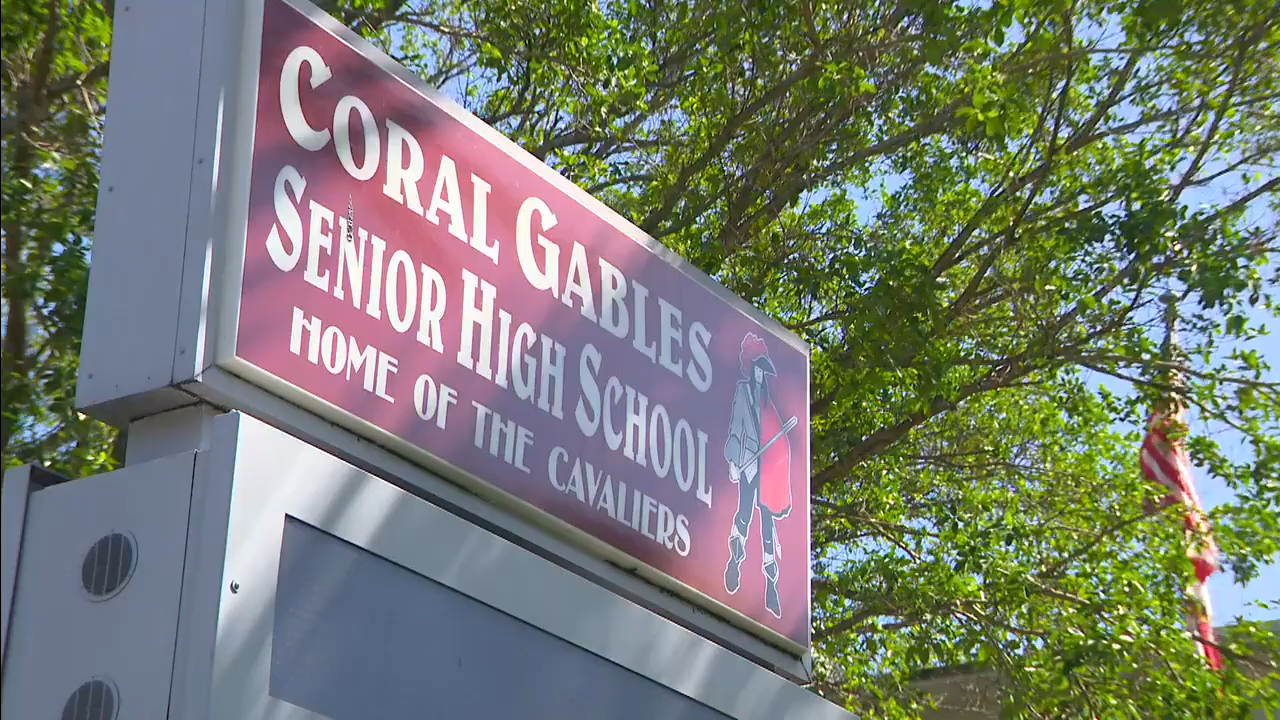 CORAL GABLES
SENIOR HIGH SCHOOL
HOME OF THE CAVALIERS